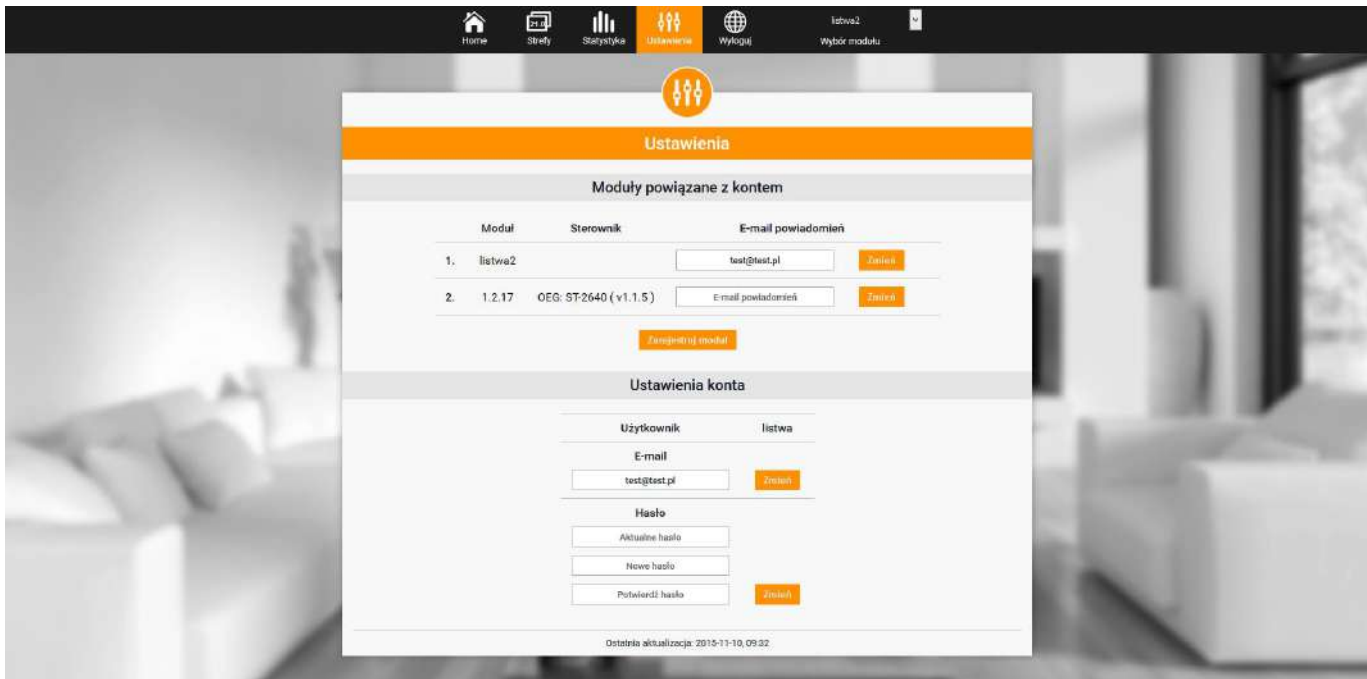 listwa2
21.0
Home Strefy Statystyka Ustawienia Wyloguj Wybór modułu
Ustawienia
Moduły powiązane z kontem
Moduł Sterownik E-mail powiadomień
1. listwa2 test@test.pl Zmień
2. 1.2.17 OEG: ST-2640 ( v1.1.5 ) E-mail powiadomień Zmień
Zarejestruj moduł
Ustawienia konta
Użytkownik listwa
E-mail
test@test.pl Zmień
Hasło
Aktualne hasło
Nowe hasło
Potwierdź hasło Zmień
Ostatnia aktualizacja: 2015-11-10, 09:32